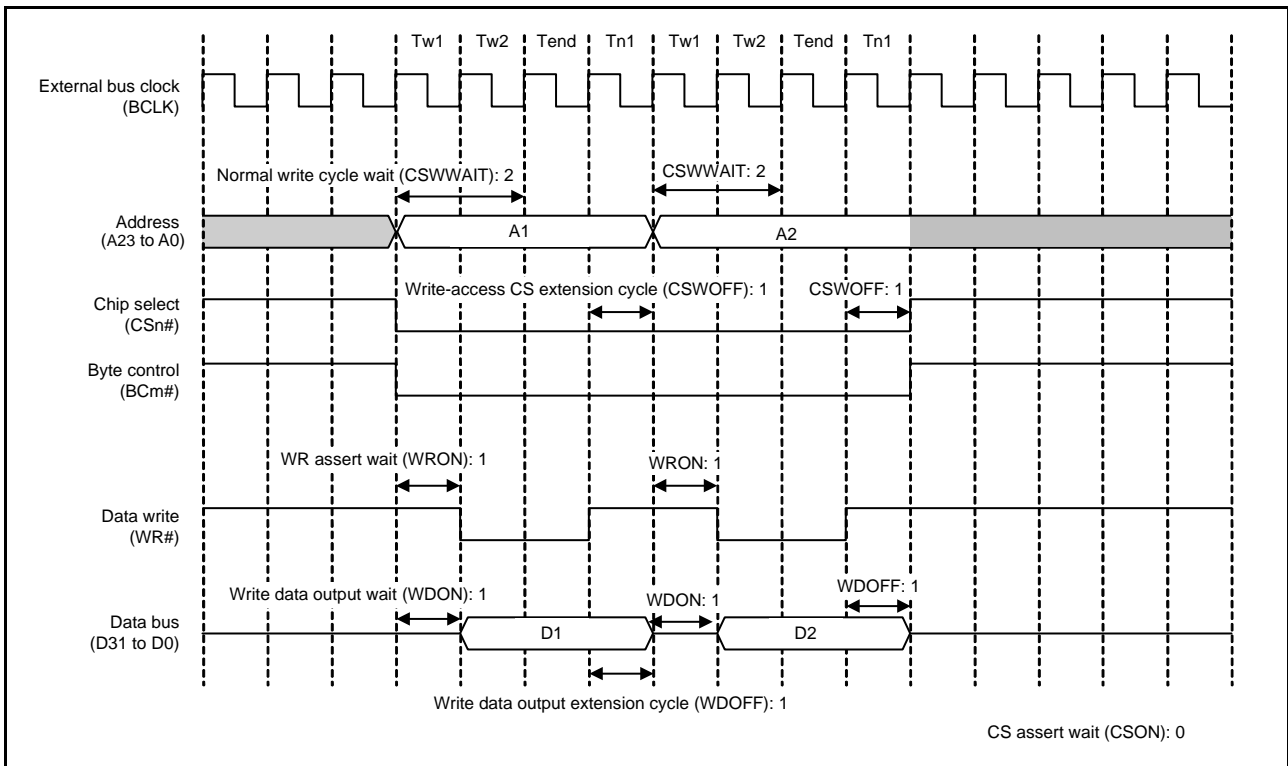 Tw1 Tw2 Tend Tn1 Tw1 Tw2 Tend Tn1
External bus clock
(BCLK)
Normal write cycle wait (CSWWAIT): 2
CSWWAIT: 2
Address
(A23 to A0)
A1
A2
Chip select
(CSn#)
Write-access CS extension cycle (CSWOFF): 1
CSWOFF: 1
Byte control
(BCm#)
WR assert wait (WRON): 1
WRON: 1
Data write
(WR#)
Write data output wait (WDON): 1
WDON: 1
WDOFF: 1
Data bus
(D31 to D0)
D1
D2
Write data output extension cycle (WDOFF): 1
CS assert wait (CSON): 0